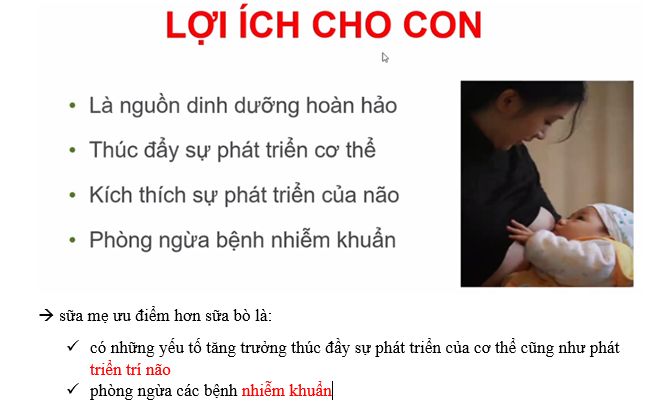 LỢI ÍCH CHO CON
• Là nguồn dinh dưỡng hoàn hảo
• Thúc đẩy sự phát triển cơ thể
• Kích thích sự phát triển của não
• Phòng ngừa bệnh nhiễm khuẩn
→ sữa mẹ ưu điểm hơn sữa bò là:
✓ có những yếu tố tăng trưởng thúc đẩy sự phát triển của cơ thể cũng như phát
triển trí não
✓ phòng ngừa các bệnh nhiễm khuẩn